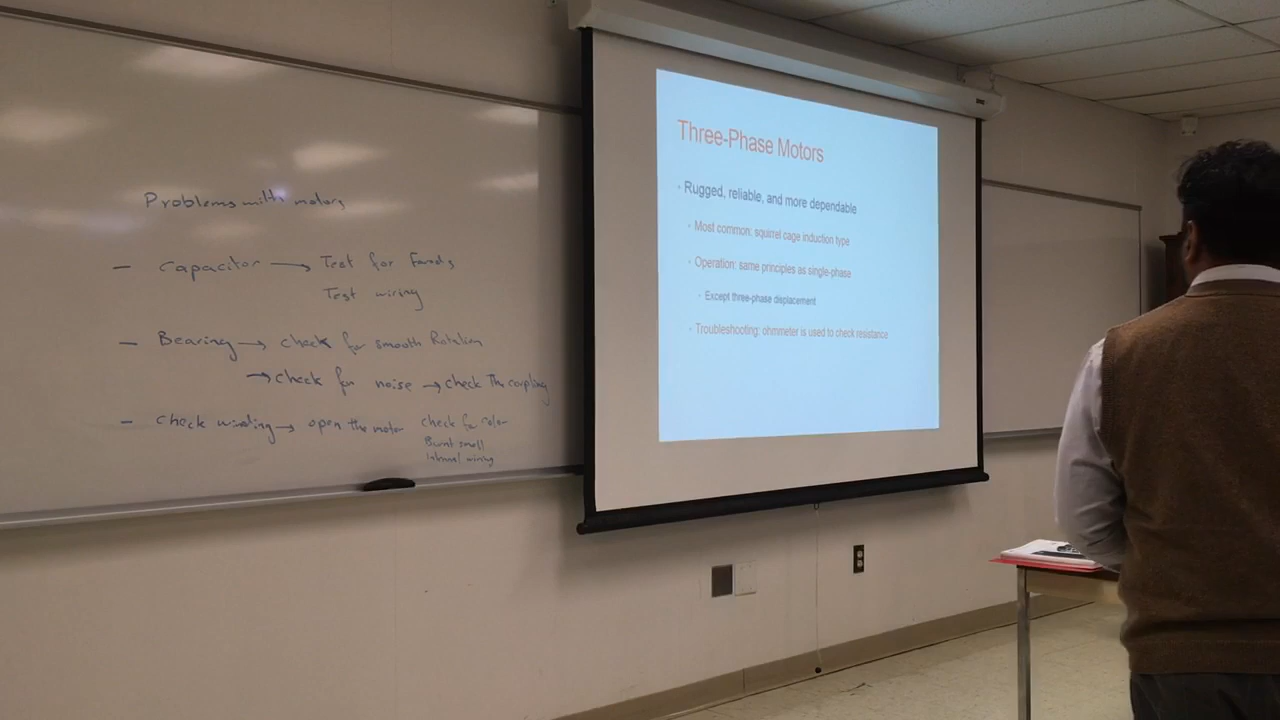 Problems with motors
– Capacitor → Test for Farads
Test wiring
– Bearing → check for smooth Rotation
→ check for noise → check The coupling
– check winding → open the motor check for color
Burnt smell
Internal wiring
Three-Phase Motors
• Rugged, reliable, and more dependable
• Most common: squirrel cage induction type
• Operation: same principles as single-phase
• Except three-phase displacement
• Troubleshooting: ohmmeter is used to check resistance